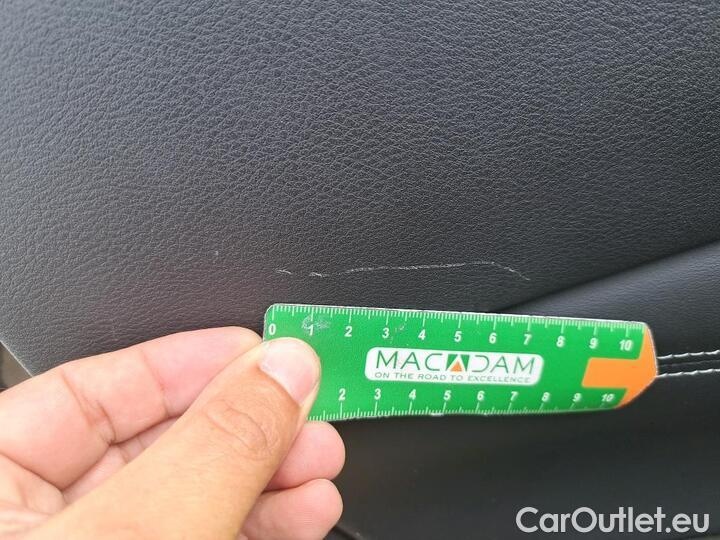 0 1 2 3 4 5 6 7 8 9 10
MACADAM
ON THE ROAD TO EXCELLENCE
2 3 4 5 6 7 8 9 10
CarOutlet.eu